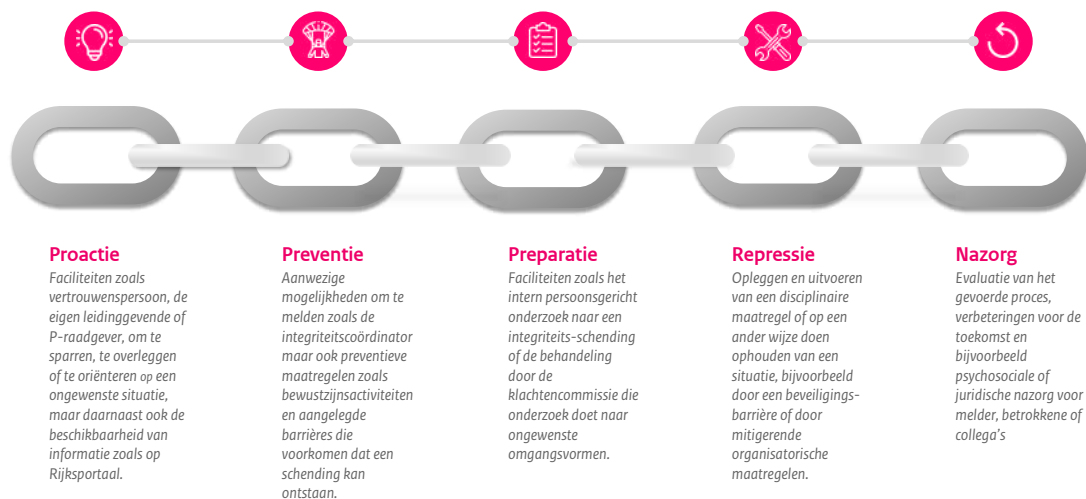 Proactie
Faciliteiten zoals
vertrouwenspersoon, de
eigen leidinggevende of
P-raadgever, om te
sparren, te overleggen
of te oriënteren op een
ongewenste situatie,
maar daarnaast ook de
beschikbaarheid van
informatie zoals op
Rijksportaal.
Preventie
Aanwezige
mogelijkheden om te
melden zoals de
integriteitscoördinator
maar ook preventieve
maatregelen zoals
bewustzijnsactiviteiten
en aangelegde
barrières die
voorkomen dat een
schending kan
ontstaan.
Preparatie
Faciliteiten zoals het
intern persoonsgericht
onderzoek naar een
integriteits-schending
of de behandeling
door de
klachtencommissie die
onderzoek doet naar
ongewenste
omgangsvormen.
Repressie
Opleggen en uitvoeren
van een disciplinaire
maatregel of op een
ander wijze doen
ophouden van een
situatie, bijvoorbeeld
door een beveiligings-
barrière of door
mitigerende
organisatorische
maatregelen.
Nazorg
Evaluatie van het
gevoerde proces,
verbeteringen voor de
toekomst en
bijvoorbeeld
psychosociale of
juridische nazorg voor
melder, betrokkene of
collega’s